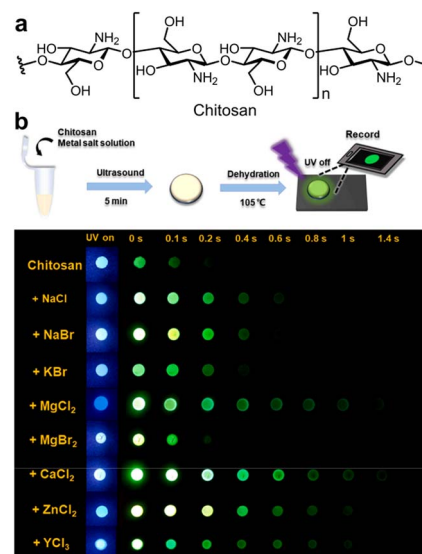 a
HO
NH₂
OH
OH
HO
NH₂
OH
HO
NH₂
OH
OH
HO
NH₂
n
Chitosan
b
Chitosan
Metal salt solution
Ultrasound
5 min
Dehydration
105℃
UV off
Record
UV on 0 s 0.1 s 0.2 s 0.4 s 0.6 s 0.8 s 1 s 1.4 s
Chitosan
+ NaCl
+ NaBr
+ KBr
+ MgCl₂
+ MgBr₂
+ CaCl₂
+ ZnCl₂
+ YCl₃